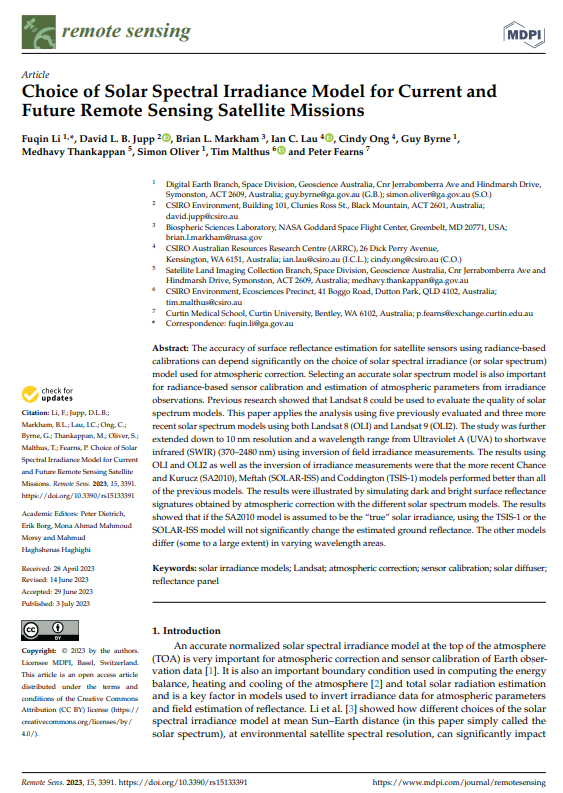 remote sensing
MDPI
Article
Choice of Solar Spectral Irradiance Model for Current and
Future Remote Sensing Satellite Missions
Fuqin Li 1,*, David L. B. Jupp 2, Brian L. Markham 3, Ian C. Lau 4, Cindy Ong 4, Guy Byrne 1,
Medhavy Thankappan 5, Simon Oliver 1, Tim Malthus 6 and Peter Fearns 7
1 Digital Earth Branch, Space Division, Geoscience Australia, Cnr Jerrabomberra Ave and Hindmarsh Drive,
Symonston, ACT 2609, Australia; guy.byrne@ga.gov.au (G.B.); simon.oliver@ga.gov.au (S.O.)
2 CSIRO Environment, Building 101, Clunies Ross St., Black Mountain, ACT 2601, Australia;
david.jupp@csiro.au
3 Biospheric Sciences Laboratory, NASA Goddard Space Flight Center, Greenbelt, MD 20771, USA;
brian.l.markham@nasa.gov
4 CSIRO Australian Resources Research Centre (ARRC), 26 Dick Perry Avenue,
Kensington, WA 6151, Australia; ian.lau@csiro.au (I.C.L.); cindy.ong@csiro.au (C.O.)
5 Satellite Land Imaging Collection Branch, Space Division, Geoscience Australia, Cnr Jerrabomberra Ave and
Hindmarsh Drive, Symonston, ACT 2609, Australia; medhavy.thankappan@ga.gov.au
6 CSIRO Environment, Ecosciences Precinct, 41 Boggo Road, Dutton Park, QLD 4102, Australia;
tim.malthus@csiro.au
7 Curtin Medical School, Curtin University, Bentley, WA 6102, Australia; p.fearns@exchange.curtin.edu.au
* Correspondence: fuqin.li@ga.gov.au
Abstract: The accuracy of surface reflectance estimation for satellite sensors using radiance-based
calibrations can depend significantly on the choice of solar spectral irradiance (or solar spectrum)
model used for atmospheric correction. Selecting an accurate solar spectrum model is also important
for radiance-based sensor calibration and estimation of atmospheric parameters from irradiance
observations. Previous research showed that Landsat 8 could be used to evaluate the quality of solar
spectrum models. This paper applies the analysis using five previously evaluated and three more
recent solar spectrum models using both Landsat 8 (OLI) and Landsat 9 (OLI2). The study was further
extended down to 10 nm resolution and a wavelength range from Ultraviolet A (UVA) to shortwave
infrared (SWIR) (370–2480 nm) using inversion of field irradiance measurements. The results using
OLI and OLI2 as well as the inversion of irradiance measurements were that the more recent Chance
and Kurucz (SA2010), Meftah (SOLAR-ISS) and Coddington (TSIS-1) models performed better than all
of the previous models. The results were illustrated by simulating dark and bright surface reflectance
signatures obtained by atmospheric correction with the different solar spectrum models. The results
showed that if the SA2010 model is assumed to be the “true” solar irradiance, using the TSIS-1 or the
SOLAR-ISS model will not significantly change the estimated ground reflectance. The other models
differ (some to a large extent) in varying wavelength areas.
Keywords: solar irradiance models; Landsat; atmospheric correction; sensor calibration; solar diffuser;
reflectance panel
check for
updates
Citation: Li, F.; Jupp, D.L.B.;
Markham, B.L.; Lau, I.C.; Ong, C.;
Byrne, G.; Thankappan, M.; Oliver, S.;
Malthus, T.; Fearns, P. Choice of Solar
Spectral Irradiance Model for Current
and Future Remote Sensing Satellite
Missions. Remote Sens. 2023, 15, 3391.
https://doi.org/10.3390/rs15133391
Academic Editors: Peter Dietrich,
Erik Borg, Mona Ahmad Mahmoud
Morsy and Mahmud
Haghshenas Haghighi
Received: 28 April 2023
Revised: 14 June 2023
Accepted: 29 June 2023
Published: 3 July 2023
CC BY
Copyright: © 2023 by the authors.
Licensee MDPI, Basel, Switzerland.
This article is an open access article
distributed under the terms and
conditions of the Creative Commons
Attribution (CC BY) license (https://
creativecommons.org/licenses/by/
4.0/).
1. Introduction
An accurate normalized solar spectral irradiance model at the top of the atmosphere
(TOA) is very important for atmospheric correction and sensor calibration of Earth obser-
vation data [1]. It is also an important boundary condition used in computing the energy
balance, heating and cooling of the atmosphere [2] and total solar radiation estimation
and is a key factor in models used to invert irradiance data for atmospheric parameters
and field estimation of reflectance. Li et al. [3] showed how different choices of the solar
spectral irradiance model at mean Sun–Earth distance (in this paper simply called the
solar spectrum), at environmental satellite spectral resolution, can significantly impact
Remote Sens. 2023, 15, 3391. https://doi.org/10.3390/rs15133391
https://www.mdpi.com/journal/remotesensing